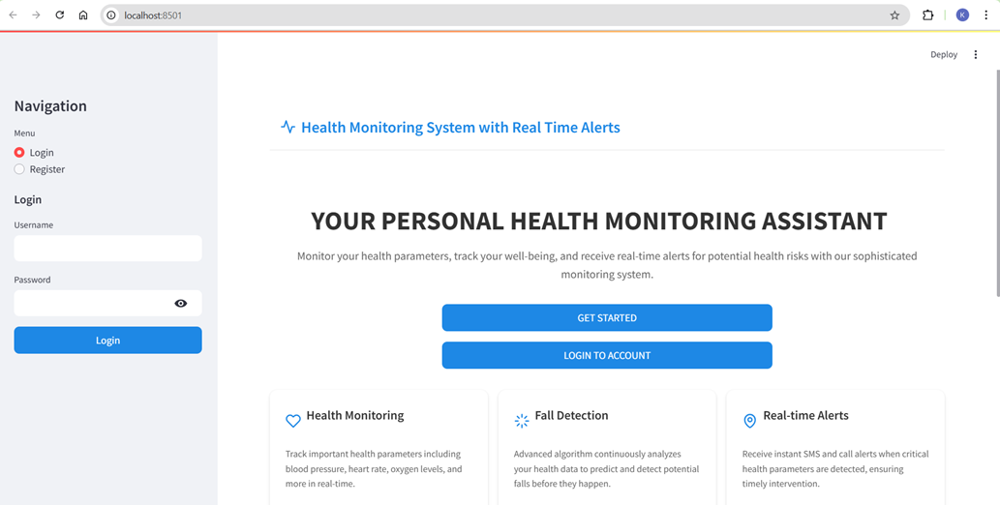 localhost:8501
K
Deploy
Navigation
Menu
Login
Register
Login
Username
Password
Login
Health Monitoring System with Real Time Alerts
YOUR PERSONAL HEALTH MONITORING ASSISTANT
Monitor your health parameters, track your well-being, and receive real-time alerts for potential health risks with our sophisticated
monitoring system.
GET STARTED
LOGIN TO ACCOUNT
Health Monitoring
Track important health parameters including
blood pressure, heart rate, oxygen levels, and
more in real-time.
Fall Detection
Advanced algorithm continuously analyzes
your health data to predict and detect potential
falls before they happen.
Real-time Alerts
Receive instant SMS and call alerts when critical
health parameters are detected, ensuring
timely intervention.